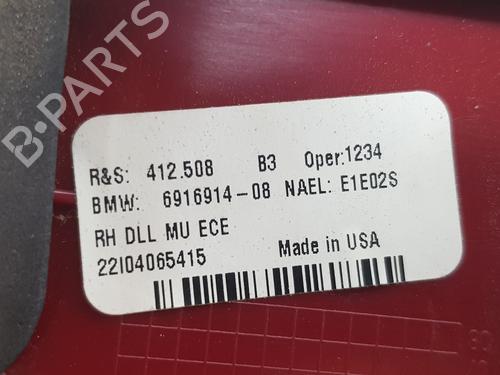 B-PARTS
R&S: 412.508 B3 Oper:1234
BMW: 6916914-08 NAEL: E1E02S
RH DLL MU ECE
22I04065415 Made in USA